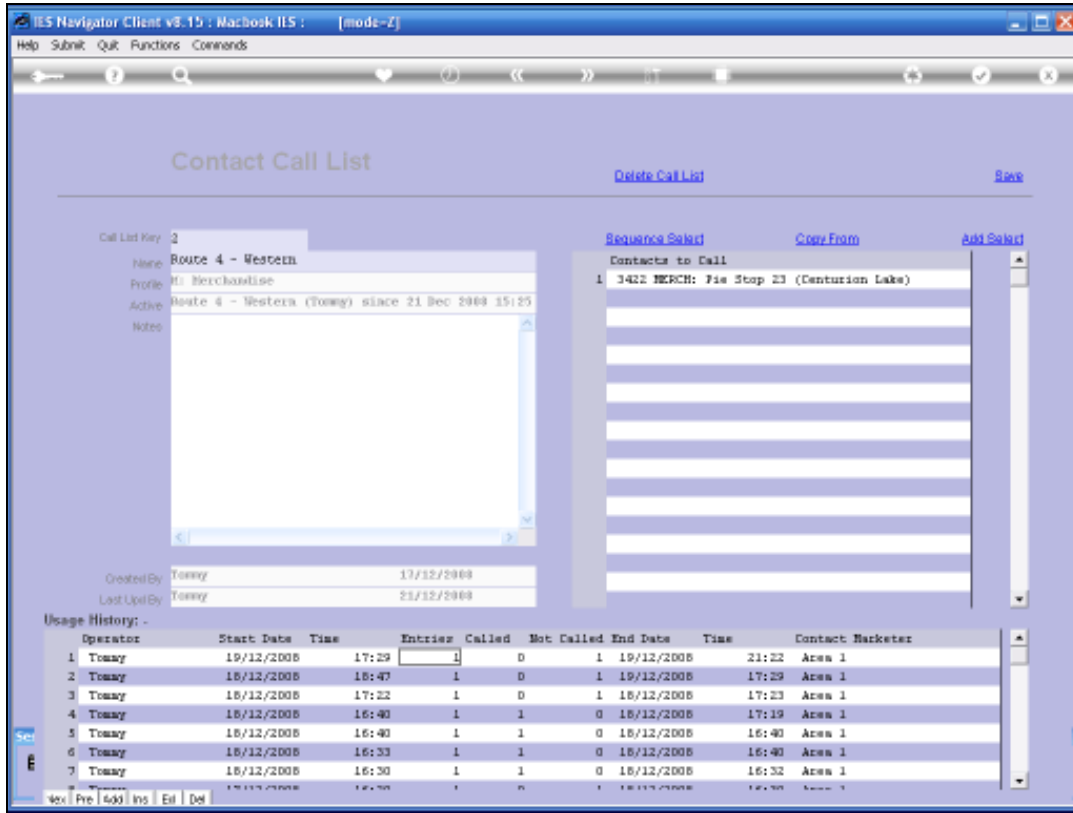 IES Navigator Client v8.15 : Macbook IES : [mode-Z]
Help Submit Quit Functions Commands
Contact Call List
Delete Call List Save
Call List Key 2
Sequence Select Copy From Add Select
Name Route 4 - Western
Contacts to Call
Profile M: Merchandise
1 3422 MERCH: Pie Stop 23 (Centurion Lake)
Active Route 4 - Western (Tommy) since 21 Dec 2008 15:25
Notes
Created By Tommy 17/12/2008
Last Upd By Tommy 21/12/2008
Usage History: -
Operator Start Date Time Entries Called Not Called End Date Time Contact Marketer
1 Tommy 19/12/2008 17:29 1 0 1 19/12/2008 21:22 Area 1
2 Tommy 18/12/2008 18:47 1 0 1 19/12/2008 17:29 Area 1
3 Tommy 18/12/2008 17:22 1 0 1 18/12/2008 17:23 Area 1
4 Tommy 18/12/2008 16:40 1 1 0 18/12/2008 17:19 Area 1
5 Tommy 18/12/2008 16:40 1 1 0 18/12/2008 16:40 Area 1
6 Tommy 18/12/2008 16:33 1 1 0 18/12/2008 16:40 Area 1
7 Tommy 18/12/2008 16:30 1 1 0 18/12/2008 16:32 Area 1
Nex Pre Add Ins Exl Del